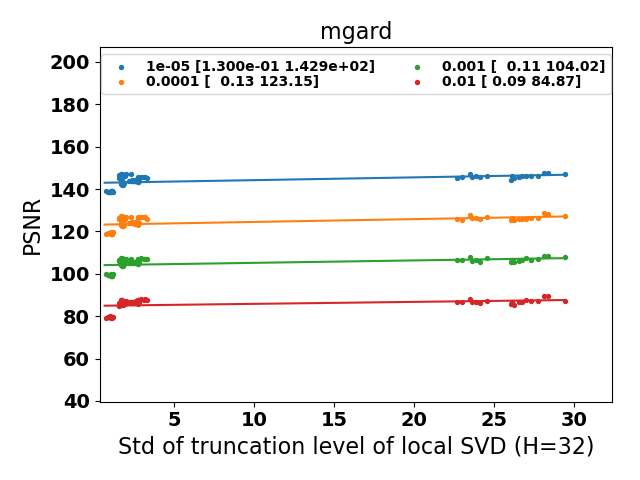 mgard
1e-05 [1.300e-01 1.429e+02]
0.0001 [  0.13 123.15]
0.001 [  0.11 104.02]
0.01 [ 0.09 84.87]
PSNR
200
180
160
140
120
100
80
60
40
5 10 15 20 25 30
Std of truncation level of local SVD (H=32)